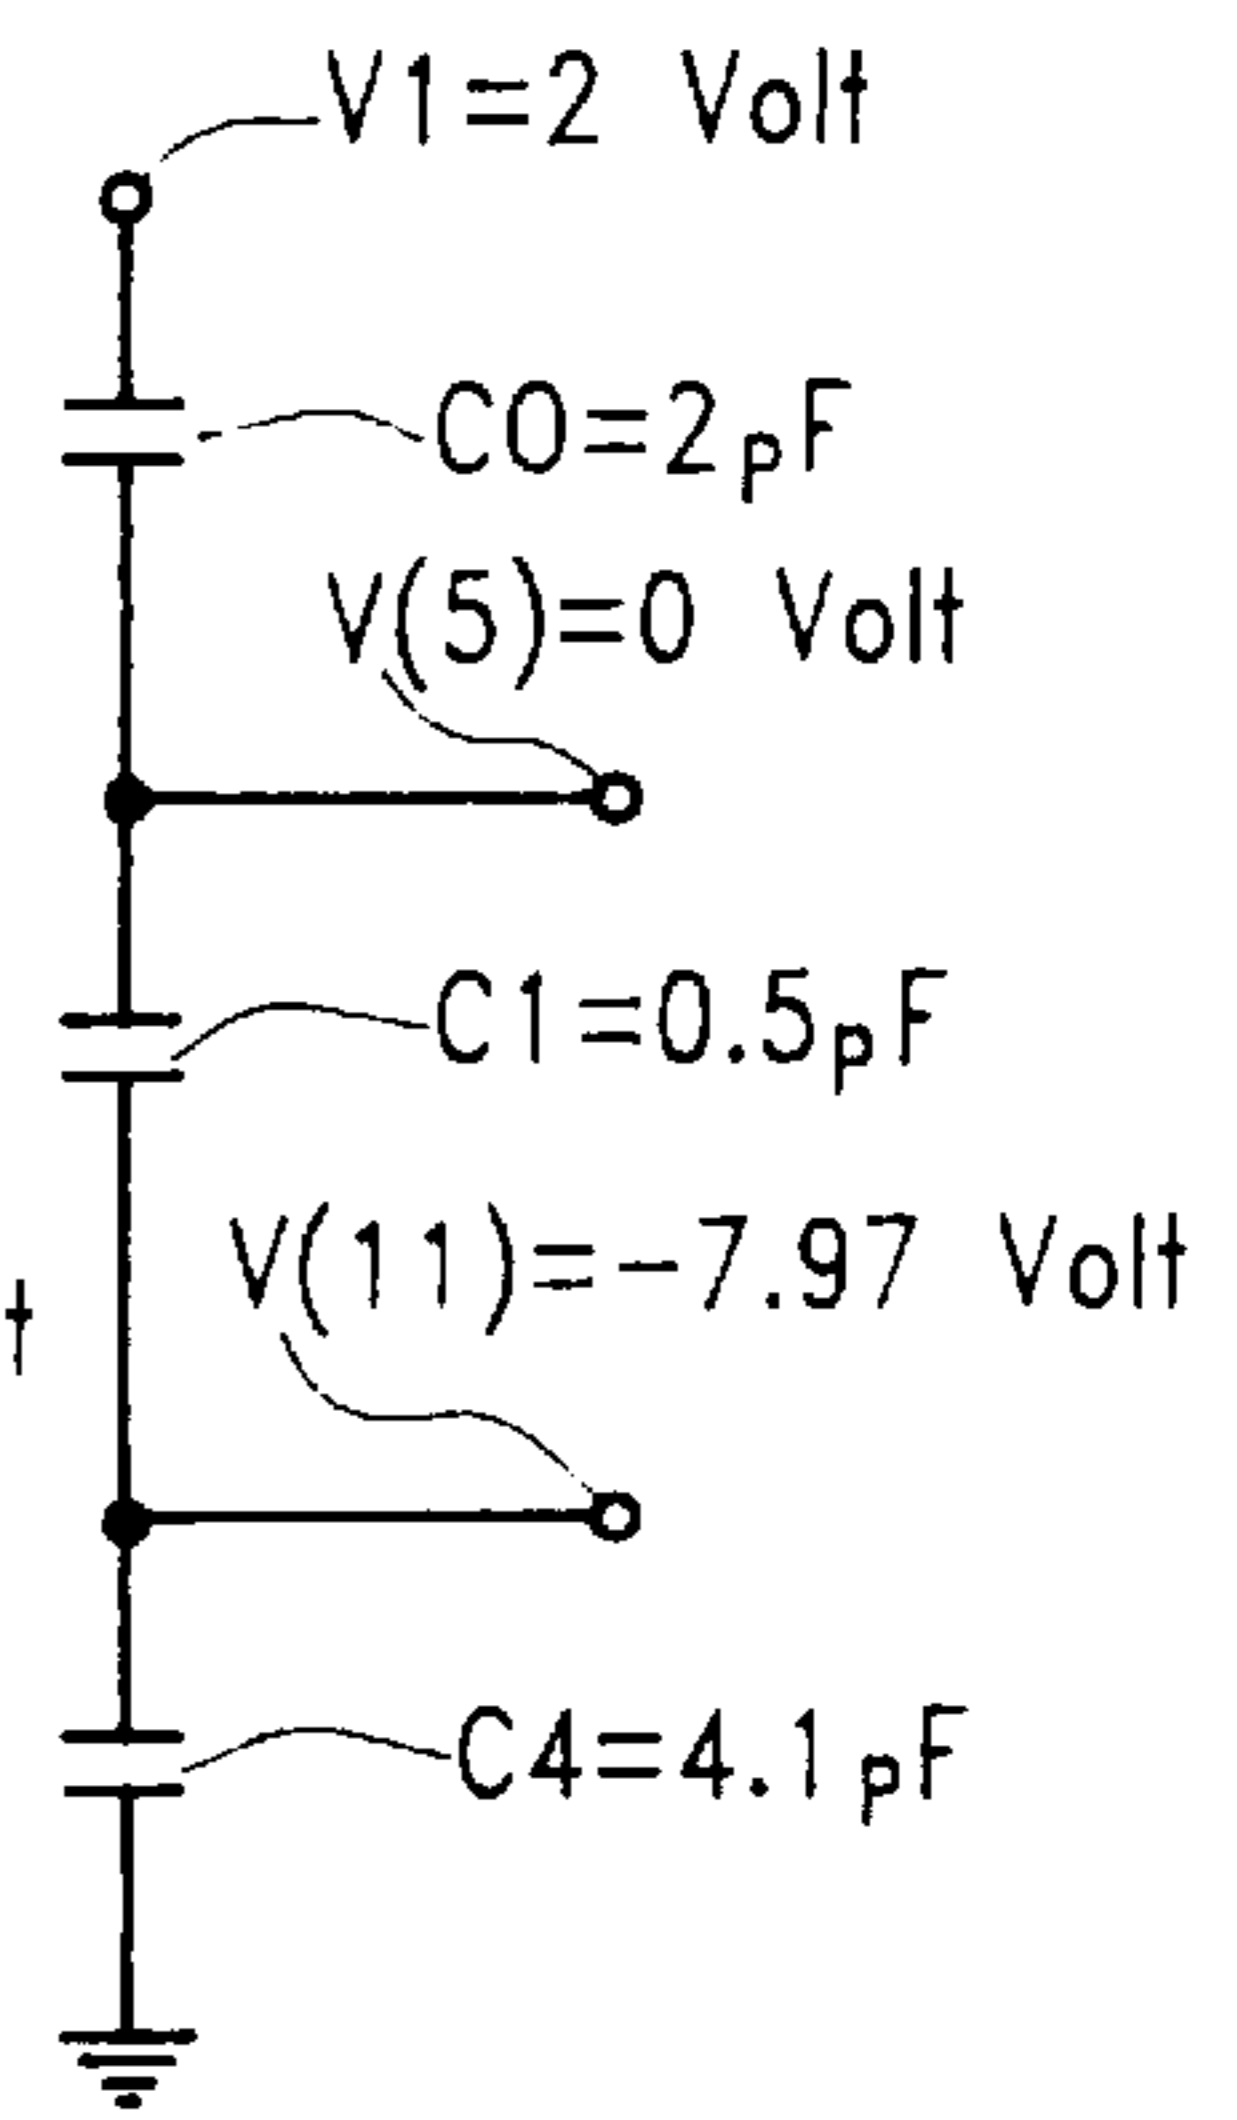 V1=2 Volt
C0=2pF
V(5)=0 Volt
C1=0.5pF
V(11)=-7.97 Volt
C4=4.1pF